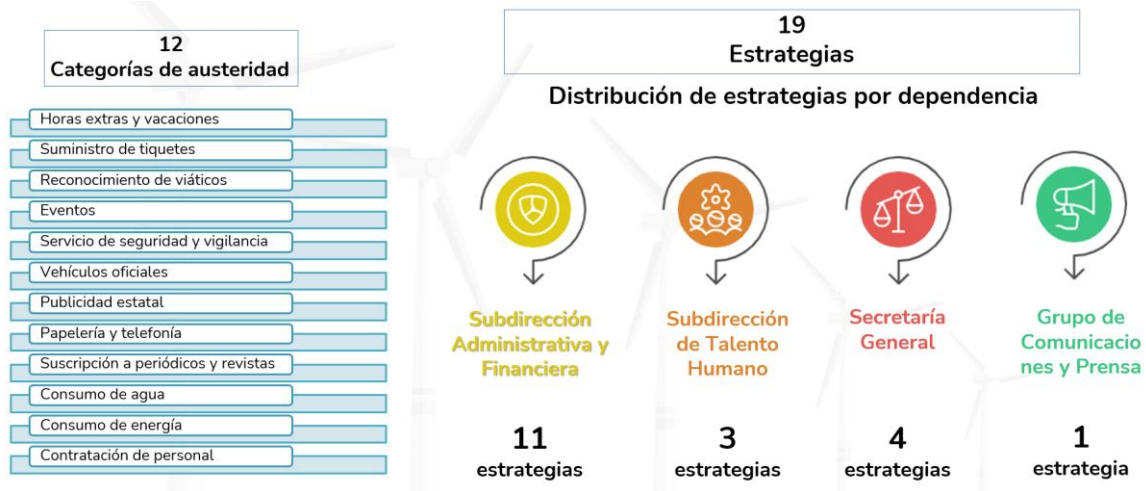 12
Categorías de austeridad
Horas extras y vacaciones
Suministro de tiquetes
Reconocimiento de viáticos
Eventos
Servicio de seguridad y vigilancia
Vehículos oficiales
Publicidad estatal
Papelería y telefonía
Suscripción a periódicos y revistas
Consumo de agua
Consumo de energía
Contratación de personal
19
Estrategias
Distribución de estrategias por dependencia
Subdirección
Administrativa y
Financiera
11
estrategias
Subdirección
de Talento
Humano
3
estrategias
Secretaría
General
4
estrategias
Grupo de
Comunicacio
nes y Prensa
1
estrategia